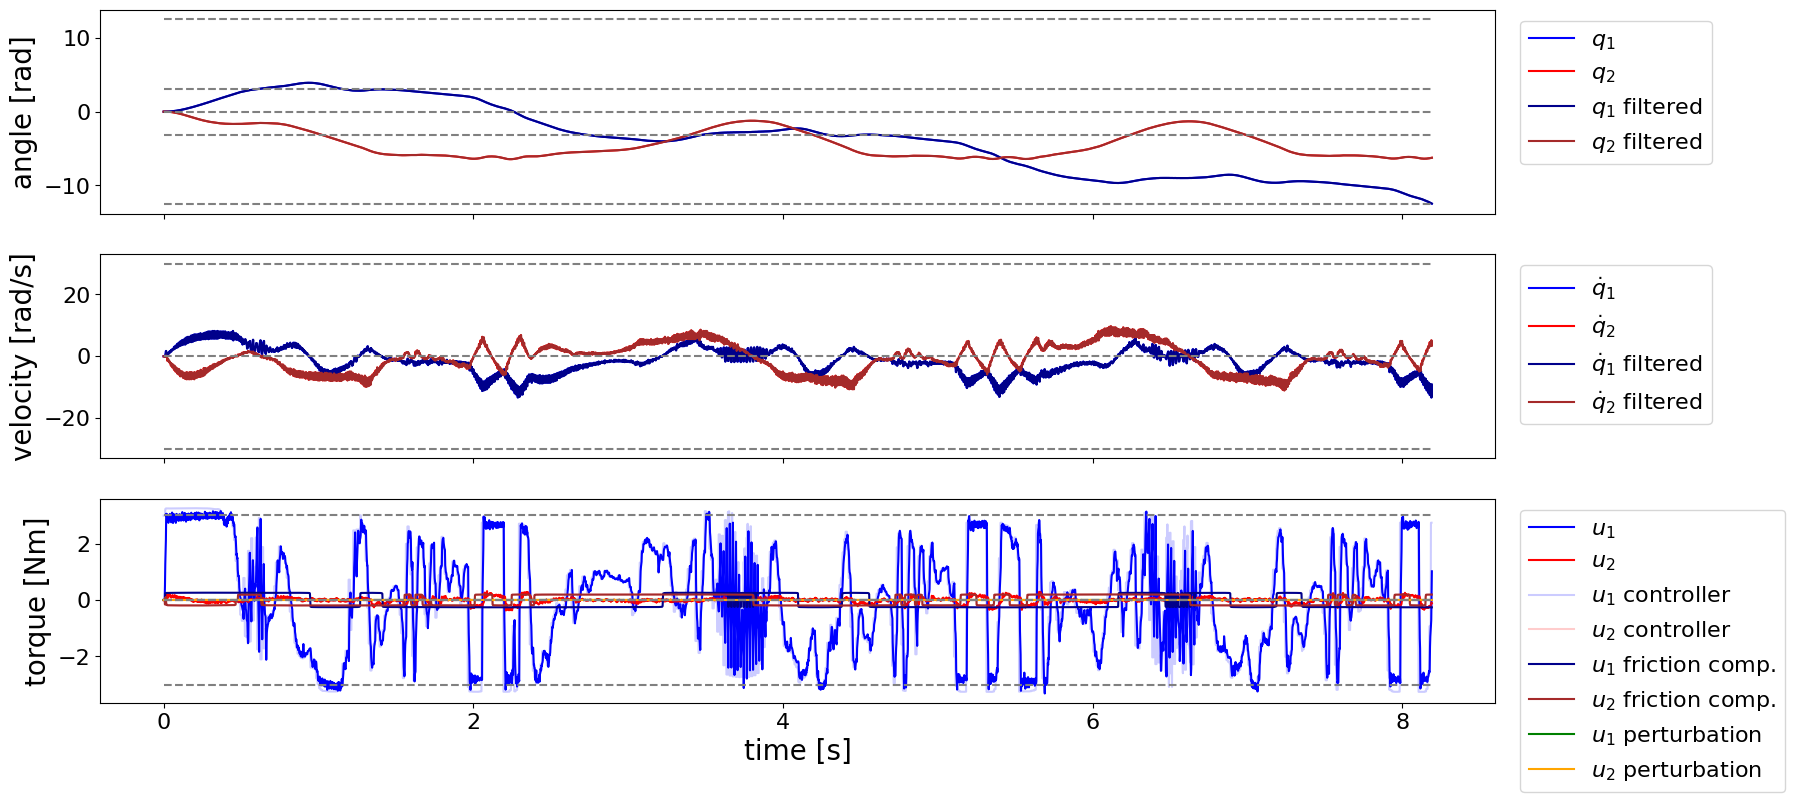 angle [rad]
10
0
−10
q₁
q₂
q₁ filtered
q₂ filtered
velocity [rad/s]
20
0
−20
q̇₁
q̇₂
q̇₁ filtered
q̇₂ filtered
torque [Nm]
2
0
−2
0 2 4 6 8
time [s]
u₁
u₂
u₁ controller
u₂ controller
u₁ friction comp.
u₂ friction comp.
u₁ perturbation
u₂ perturbation